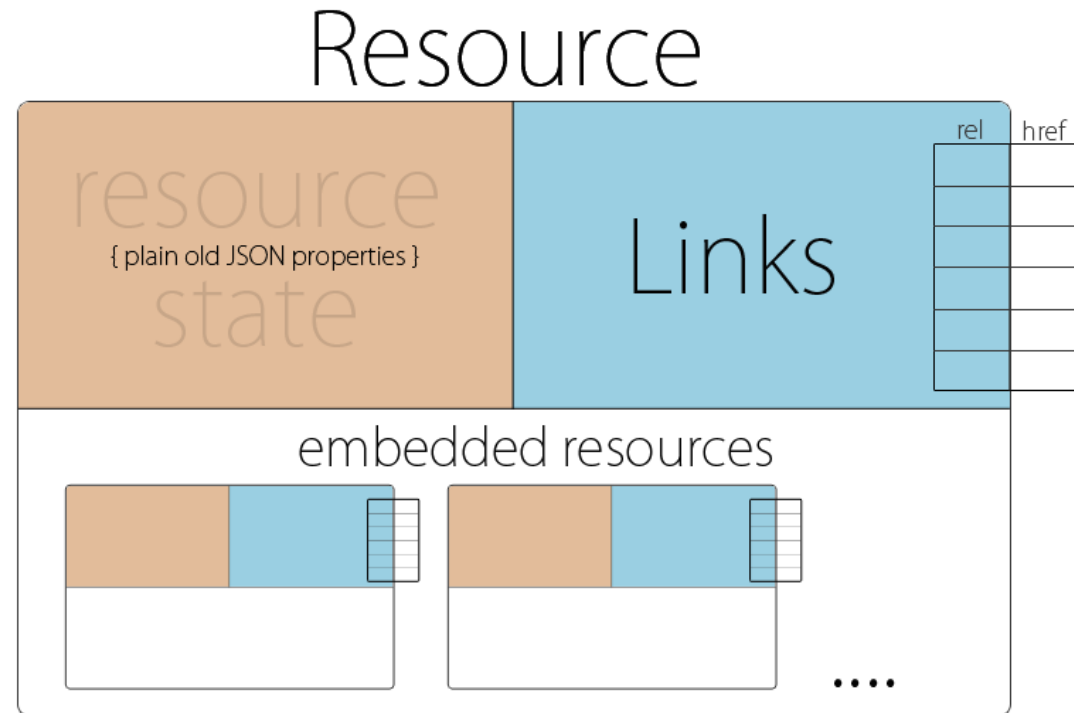 Resource
resource
{ plain old JSON properties }
state
Links
rel
href
embedded resources
....